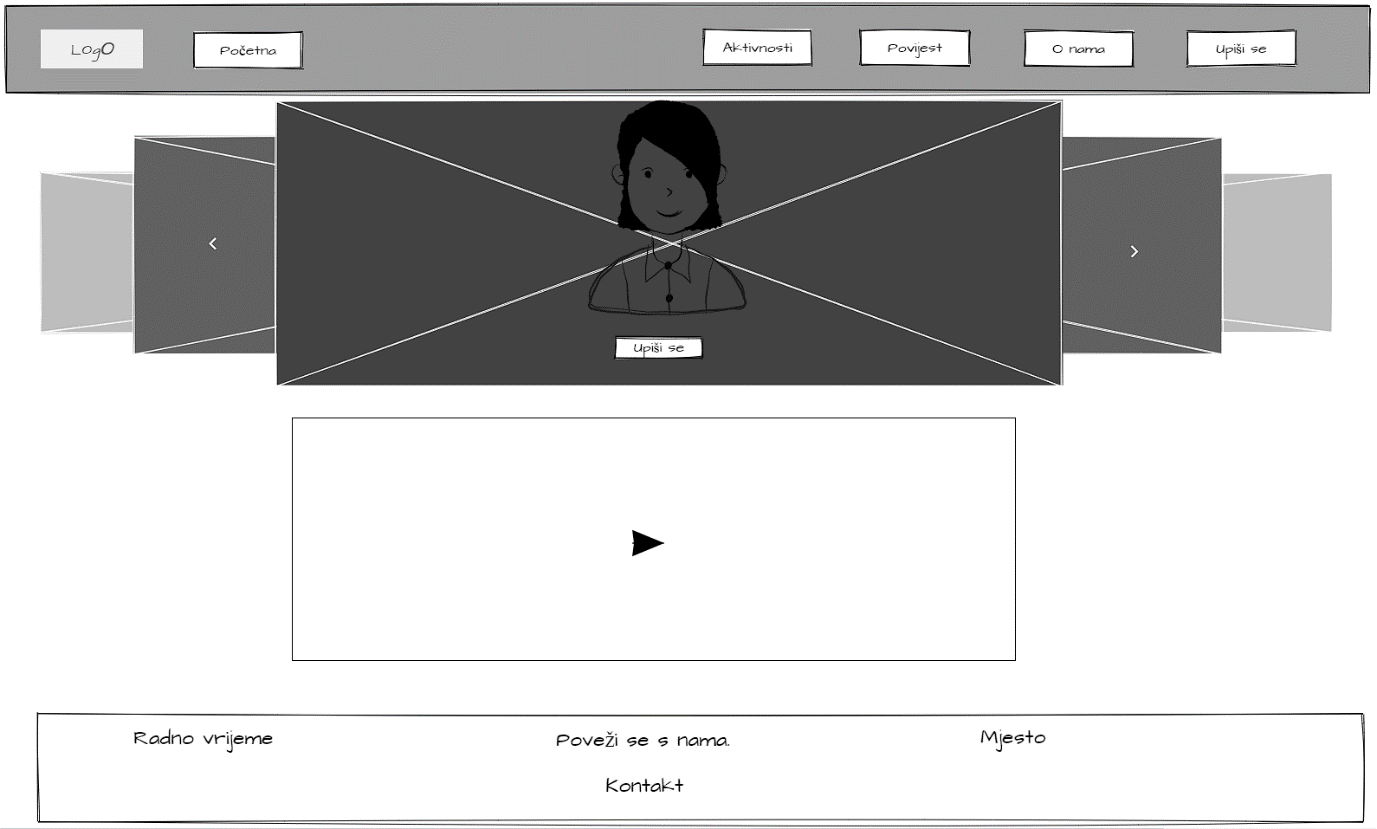 LogO
Početna
Aktivnosti
Povijest
O nama
Upiši se
Upiši se
Radno vrijeme
Poveži se s nama.
Mjesto
Kontakt